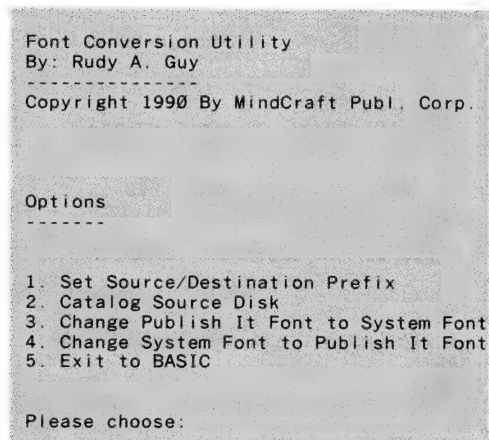 Font Conversion Utility
By: Rudy A. Guy
----------------
Copyright 1990 By MindCraft Publ. Corp.
Options
-------
1. Set Source/Destination Prefix
2. Catalog Source Disk
3. Change Publish It Font to System Font
4. Change System Font to Publish It Font
5. Exit to BASIC
Please choose: